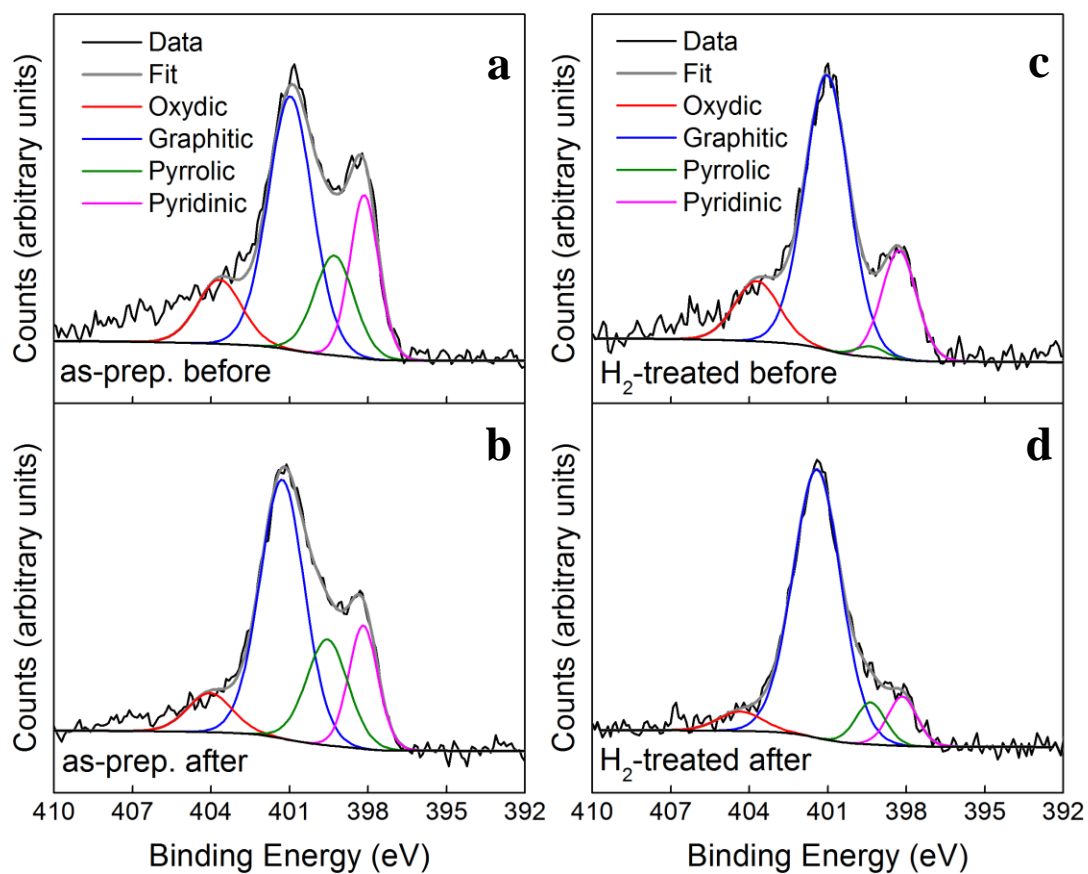 Counts (arbitrary units)
Data
Fit
Oxydic
Graphitic
Pyrrolic
Pyridinic
a
as-prep. before
Counts (arbitrary units)
Data
Fit
Oxydic
Graphitic
Pyrrolic
Pyridinic
c
H₂-treated before
Counts (arbitrary units)
b
as-prep. after
410 407 404 401 398 395 392
Binding Energy (eV)
Counts (arbitrary units)
d
H₂-treated after
410 407 404 401 398 395 392
Binding Energy (eV)